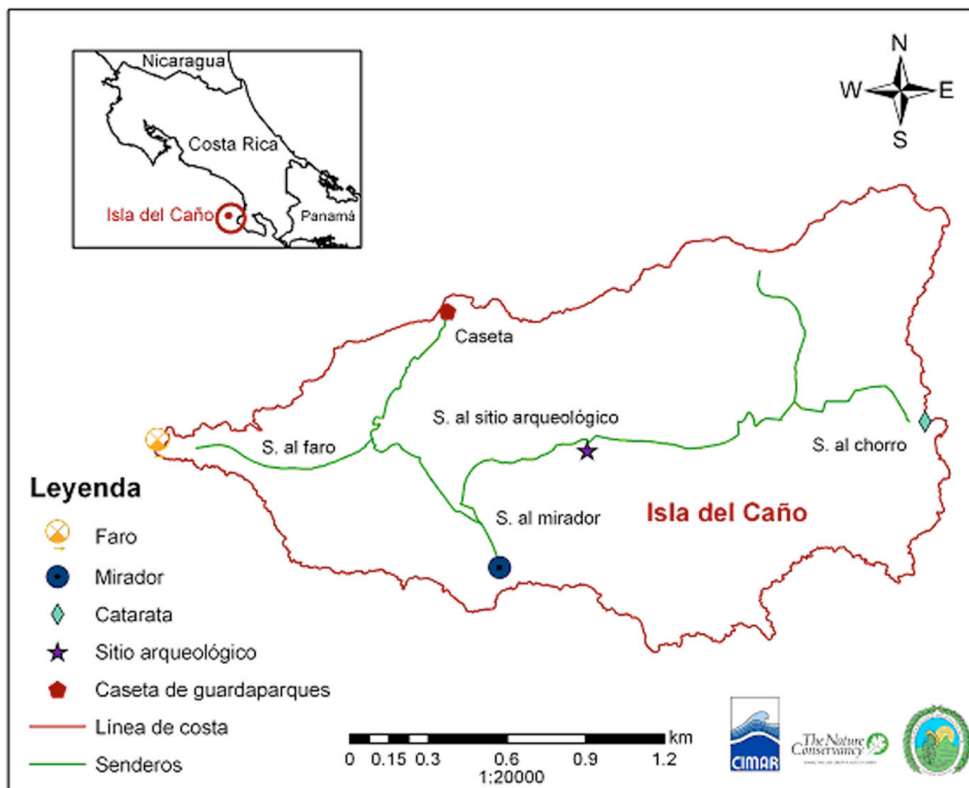 Nicaragua
Costa Rica
Isla del Caño
Panamá
N
W
E
S
Caseta
S. al sitio arqueológico
S. al faro
S. al chorro
S. al mirador
Isla del Caño
Leyenda
Faro
Mirador
Catarata
Sitio arqueológico
Caseta de guardaparques
Linea de costa
Senderos
km
0 0.15 0.3 0.6 0.9 1.2
1:20000
CIMAR
The Nature
Conservancy